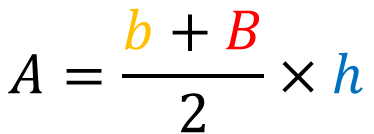 A = (b + B)/2 × h